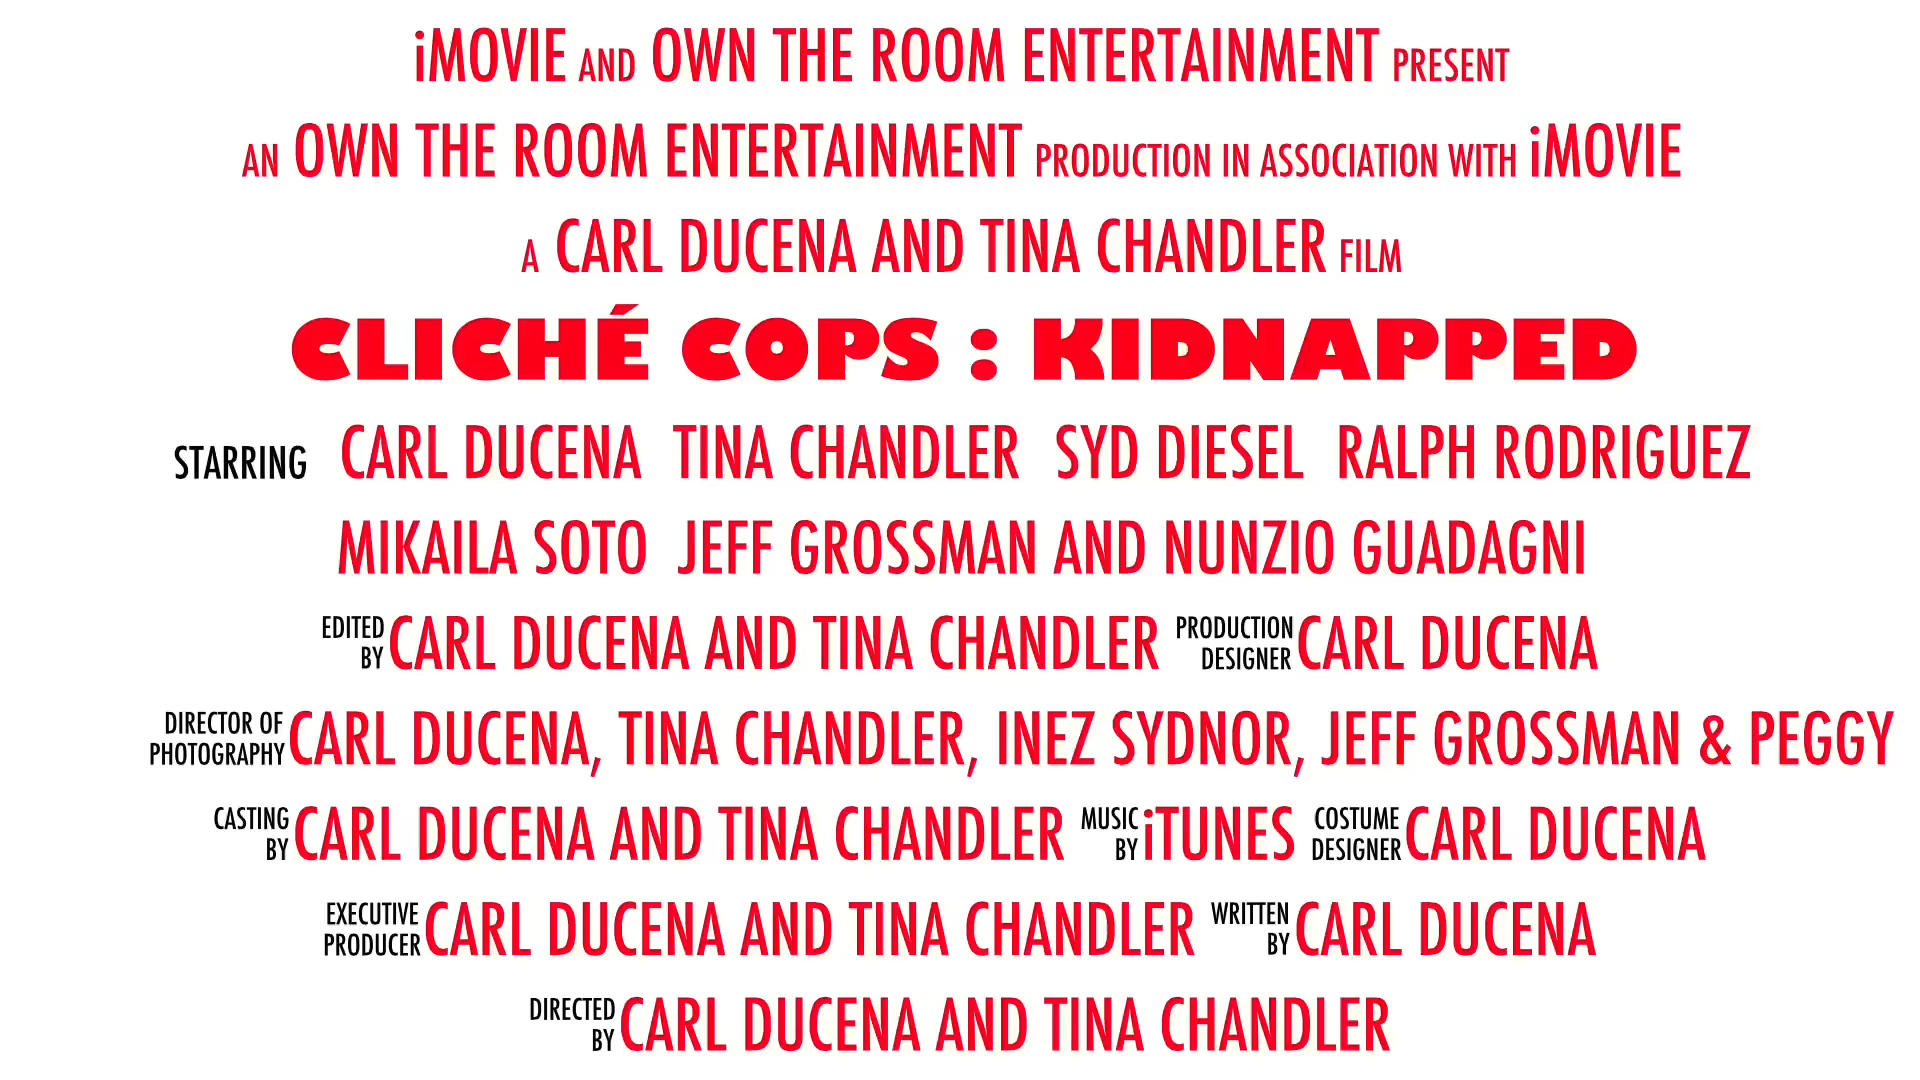 iMOVIE AND OWN THE ROOM ENTERTAINMENT PRESENT
AN OWN THE ROOM ENTERTAINMENT PRODUCTION IN ASSOCIATION WITH iMOVIE
A CARL DUCENA AND TINA CHANDLER FILM
CLICHÉ COPS : KIDNAPPED
STARRING CARL DUCENA TINA CHANDLER SYD DIESEL RALPH RODRIGUEZ
MIKAILA SOTO JEFF GROSSMAN AND NUNZIO GUADAGNI
EDITED BY CARL DUCENA AND TINA CHANDLER PRODUCTION DESIGNER CARL DUCENA
DIRECTOR OF PHOTOGRAPHY CARL DUCENA, TINA CHANDLER, INEZ SYDNOR, JEFF GROSSMAN & PEGGY
CASTING BY CARL DUCENA AND TINA CHANDLER MUSIC BY iTUNES COSTUME DESIGNER CARL DUCENA
EXECUTIVE PRODUCER CARL DUCENA AND TINA CHANDLER WRITTEN BY CARL DUCENA
DIRECTED BY CARL DUCENA AND TINA CHANDLER